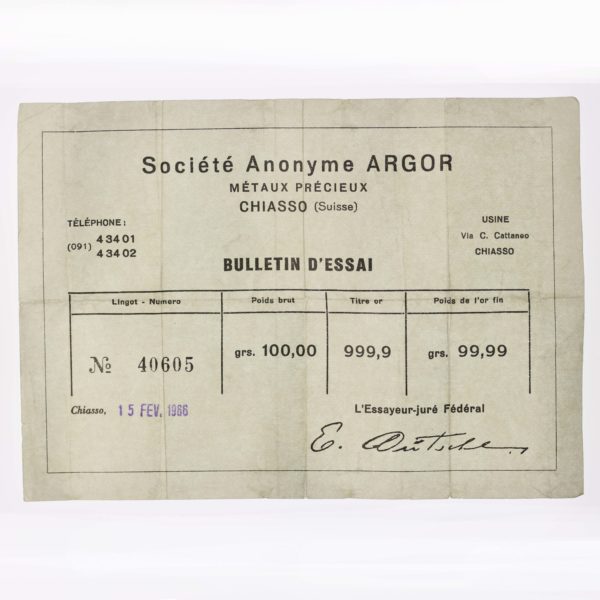 Société Anonyme ARGOR
MÉTAUX PRÉCIEUX
CHIASSO (Suisse)
TÉLÉPHONE:
(091) 4 34 01
4 34 02
USINE
Via C. Cattaneo
CHIASSO
BULLETIN D'ESSAI
Lingot - Numero Poids brut Titre or Poids de l'or fin
№ 40605 grs. 100,00 999,9 grs. 99,99
Chiasso, 15 FEV. 1966
L'Essayeur-juré Fédéral